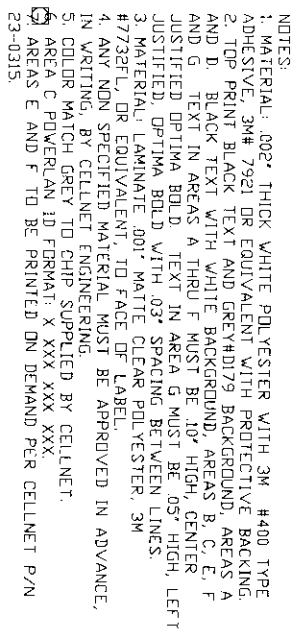 NOTES:
1. MATERIAL: .002" THICK WHITE POLYESTER WITH 3M #400 TYPE
ADHESIVE, 3M# 7921 OR EQUIVALENT WITH PROTECTIVE BACKING.
2. TOP PRINT BLACK TEXT AND GREY#D179 BACKGROUND, AREAS A
AND D. BLACK TEXT WITH WHITE BACKGROUND, AREAS B, C, E, F
AND G TEXT IN AREAS A THRU F MUST BE .10" HIGH, CENTER
JUSTIFIED OPTIMA BOLD. TEXT IN AREA G MUST BE .05" HIGH, LEFT
JUSTIFIED, OPTIMA BOLD WITH .03" SPACING BETWEEN LINES.
3. MATERIAL: LAMINATE .001" MATTE CLEAR POLYESTER, 3M
#7732FL, OR EQUIVALENT, TO FACE OF LABEL.
4. ANY NON SPECIFIED MATERIAL MUST BE APPROVED IN ADVANCE,
IN WRITING, BY CELLNET ENGINEERING.
5. COLOR MATCH GREY TO CHIP SUPPLIED BY CELLNET.
6. AREA C POWERLAN ID FORMAT: X XXX XXX XXX.
7. AREAS E AND F TO BE PRINTED ON DEMAND PER CELLNET P/N
23-0315.